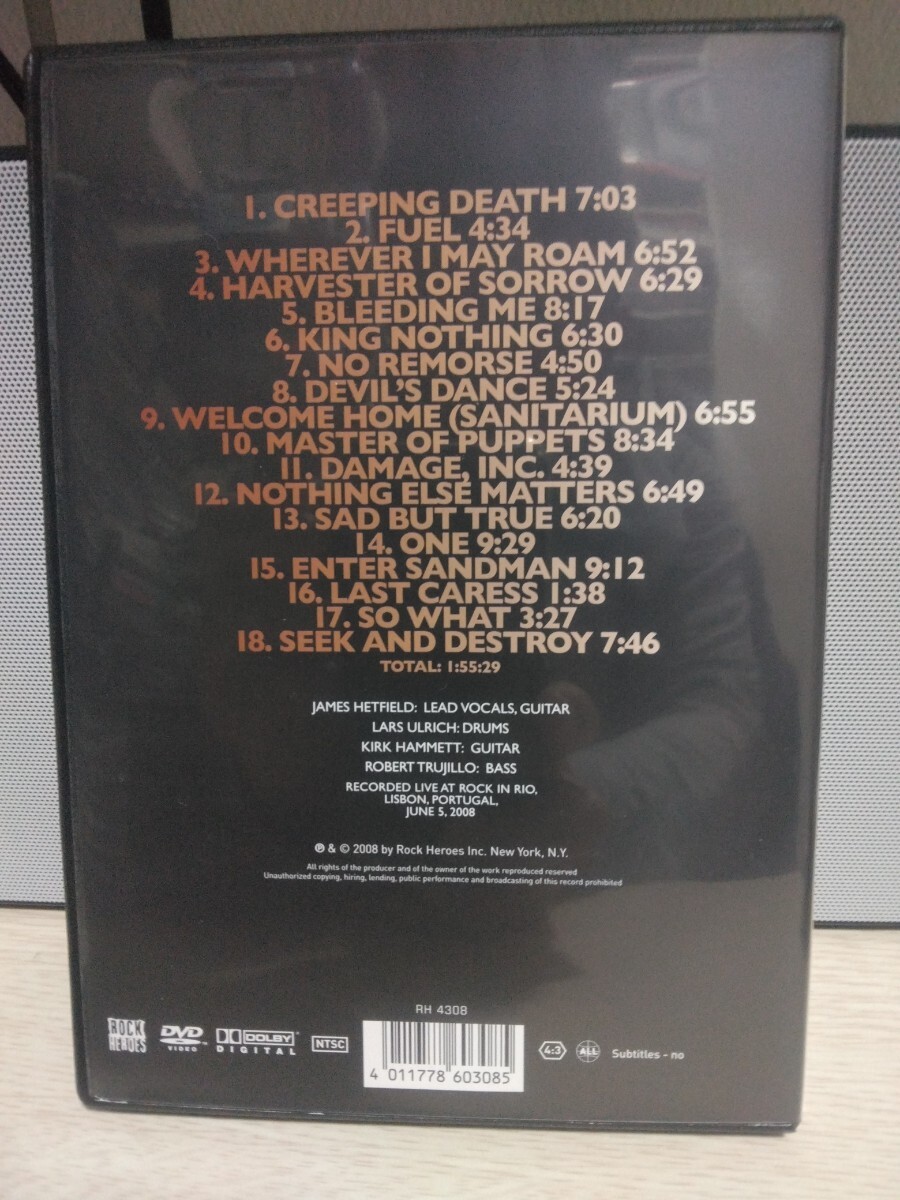 1. CREEPING DEATH 7:03
2. FUEL 4:34
3. WHEREVER I MAY ROAM 6:52
4. HARVESTER OF SORROW 6:29
5. BLEEDING ME 8:17
6. KING NOTHING 6:30
7. NO REMORSE 4:50
8. DEVIL'S DANCE 5:24
9. WELCOME HOME (SANITARIUM) 6:55
10. MASTER OF PUPPETS 8:34
11. DAMAGE, INC. 4:39
12. NOTHING ELSE MATTERS 6:49
13. SAD BUT TRUE 6:20
14. ONE 9:29
15. ENTER SANDMAN 9:12
16. LAST CARESS 1:38
17. SO WHAT 3:27
18. SEEK AND DESTROY 7:46
TOTAL: 1:55:29
JAMES HETFIELD: LEAD VOCALS, GUITAR
LARS ULRICH: DRUMS
KIRK HAMMETT: GUITAR
ROBERT TRUJILLO: BASS
RECORDED LIVE AT ROCK IN RIO,
LISBON, PORTUGAL,
JUNE 5, 2008
℗ & © 2008 by Rock Heroes Inc. New York, N.Y.
All rights of the producer and of the owner of the work reproduced reserved
Unauthorized copying, hiring, lending, public performance and broadcasting of this record prohibited
RH 4308
ROCK
HEROES
DVD
VIDEO
DOLBY
DIGITAL
NTSC
4 011778 603085
4:3
ALL
Subtitles - no